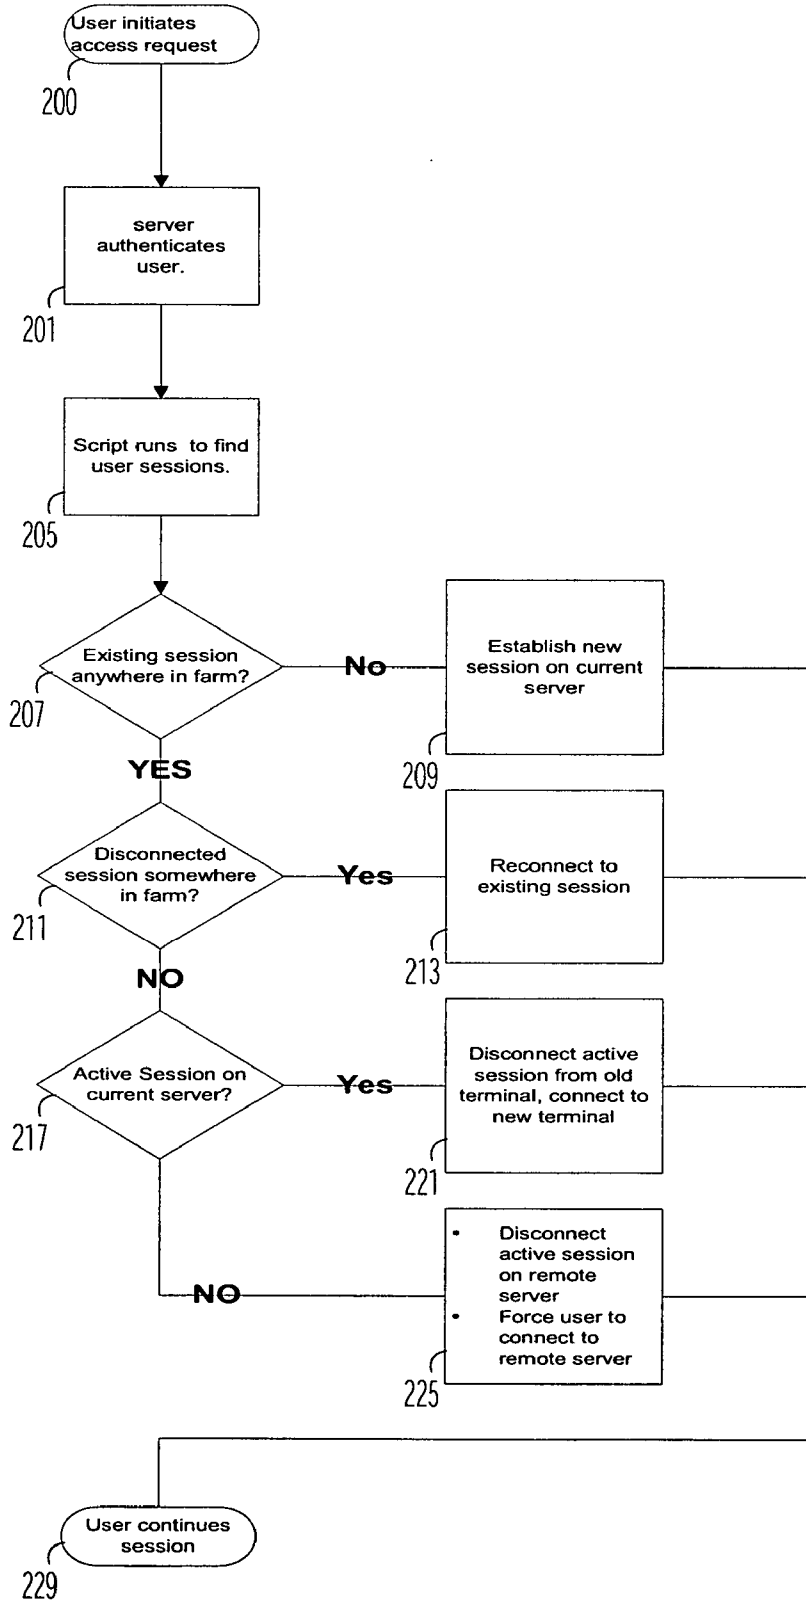 User initiates
access request
200
server
authenticates
user.
201
Script runs to find
user sessions.
205
Existing session
anywhere in farm?
207
No
Establish new
session on current
server
209
YES
Disconnected
session somewhere
in farm?
211
Yes
Reconnect to
existing session
213
NO
Active Session on
current server?
217
Yes
Disconnect active
session from old
terminal, connect to
new terminal
221
NO
• Disconnect
active session
on remote
server
• Force user to
connect to
remote server
225
User continues
session
229